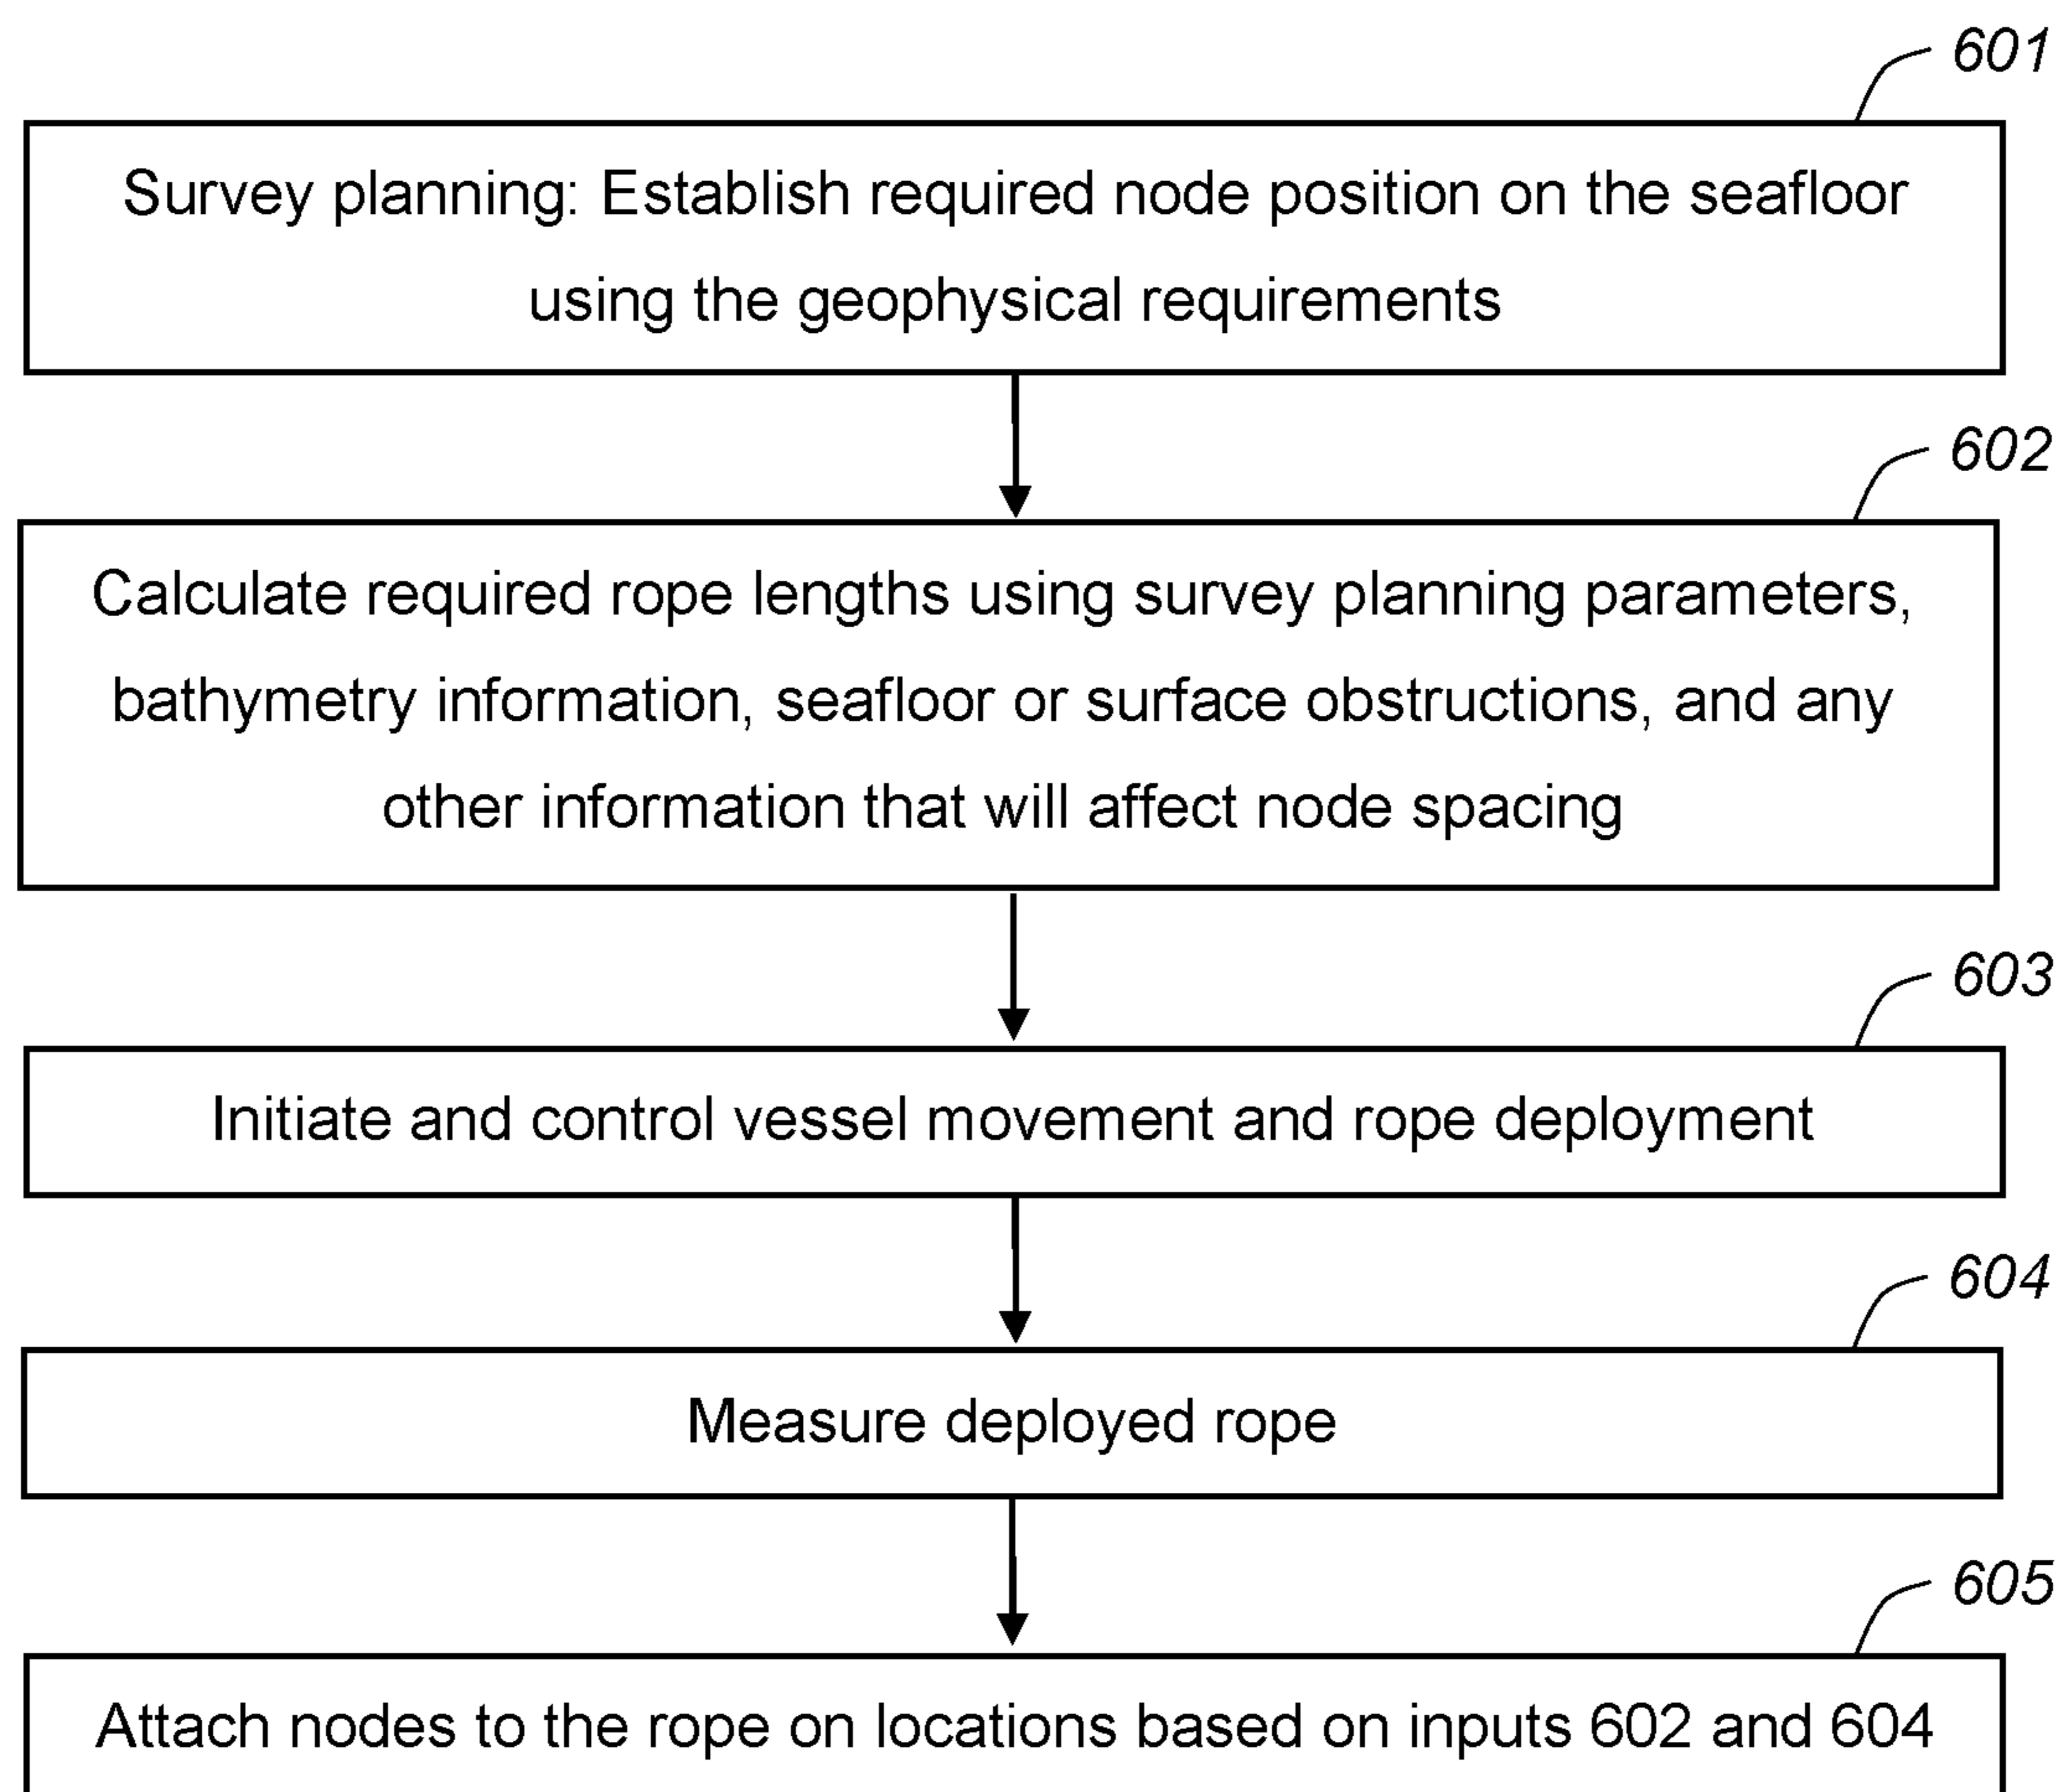 601
Survey planning: Establish required node position on the seafloor
using the geophysical requirements
602
Calculate required rope lengths using survey planning parameters,
bathymetry information, seafloor or surface obstructions, and any
other information that will affect node spacing
603
Initiate and control vessel movement and rope deployment
604
Measure deployed rope
605
Attach nodes to the rope on locations based on inputs 602 and 604